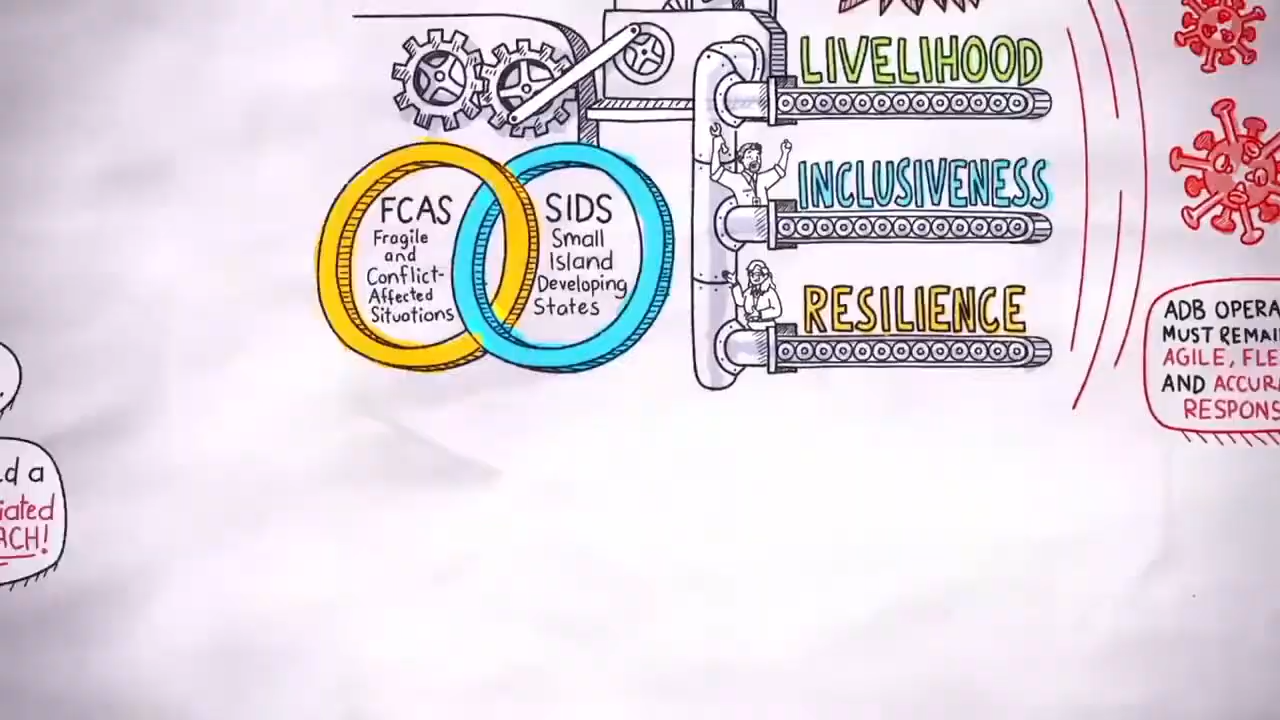 LIVELIHOOD
INCLUSIVENESS
RESILIENCE
FCAS
Fragile
and
Conflict-
Affected
Situations
SIDS
Small
Island
Developing
States
ADB OPERA
MUST REMAI
AGILE, FLE
AND ACCURA
RESPONS
d a
iated
ACH!